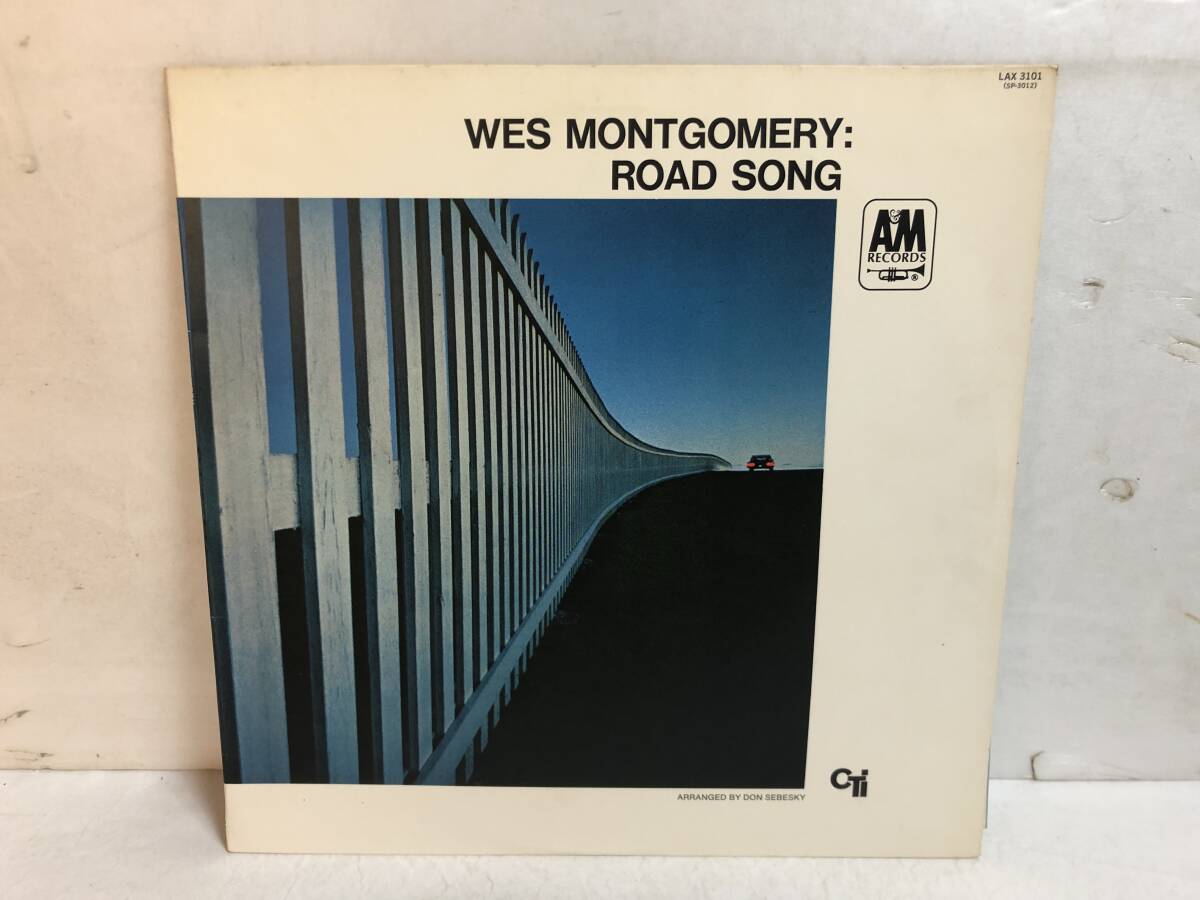 LAX 3101
(SP-3012)
WES MONTGOMERY:
ROAD SONG
A&M
RECORDS
®
ARRANGED BY DON SEBESKY
CTi